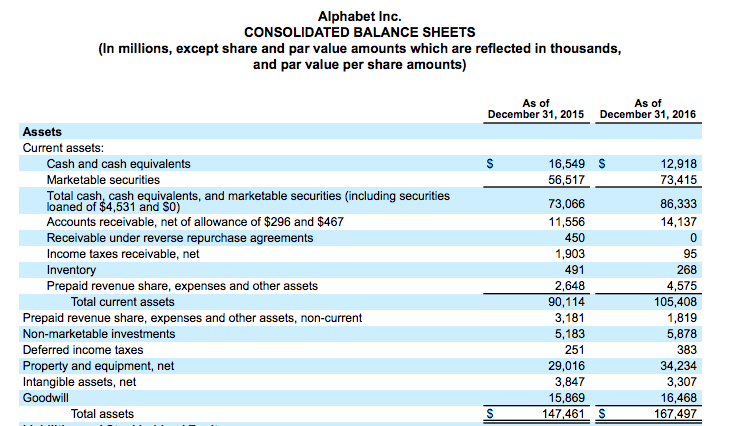 Alphabet Inc.
CONSOLIDATED BALANCE SHEETS
(In millions, except share and par value amounts which are reflected in thousands,
and par value per share amounts)
As of As of
December 31, 2015 December 31, 2016
Assets
Current assets:
Cash and cash equivalents $ 16,549 $ 12,918
Marketable securities 56,517 73,415
Total cash, cash equivalents, and marketable securities (including securities
loaned of $4,531 and $0) 73,066 86,333
Accounts receivable, net of allowance of $296 and $467 11,556 14,137
Receivable under reverse repurchase agreements 450 0
Income taxes receivable, net 1,903 95
Inventory 491 268
Prepaid revenue share, expenses and other assets 2,648 4,575
Total current assets 90,114 105,408
Prepaid revenue share, expenses and other assets, non-current 3,181 1,819
Non-marketable investments 5,183 5,878
Deferred income taxes 251 383
Property and equipment, net 29,016 34,234
Intangible assets, net 3,847 3,307
Goodwill 15,869 16,468
Total assets $ 147,461 $ 167,497